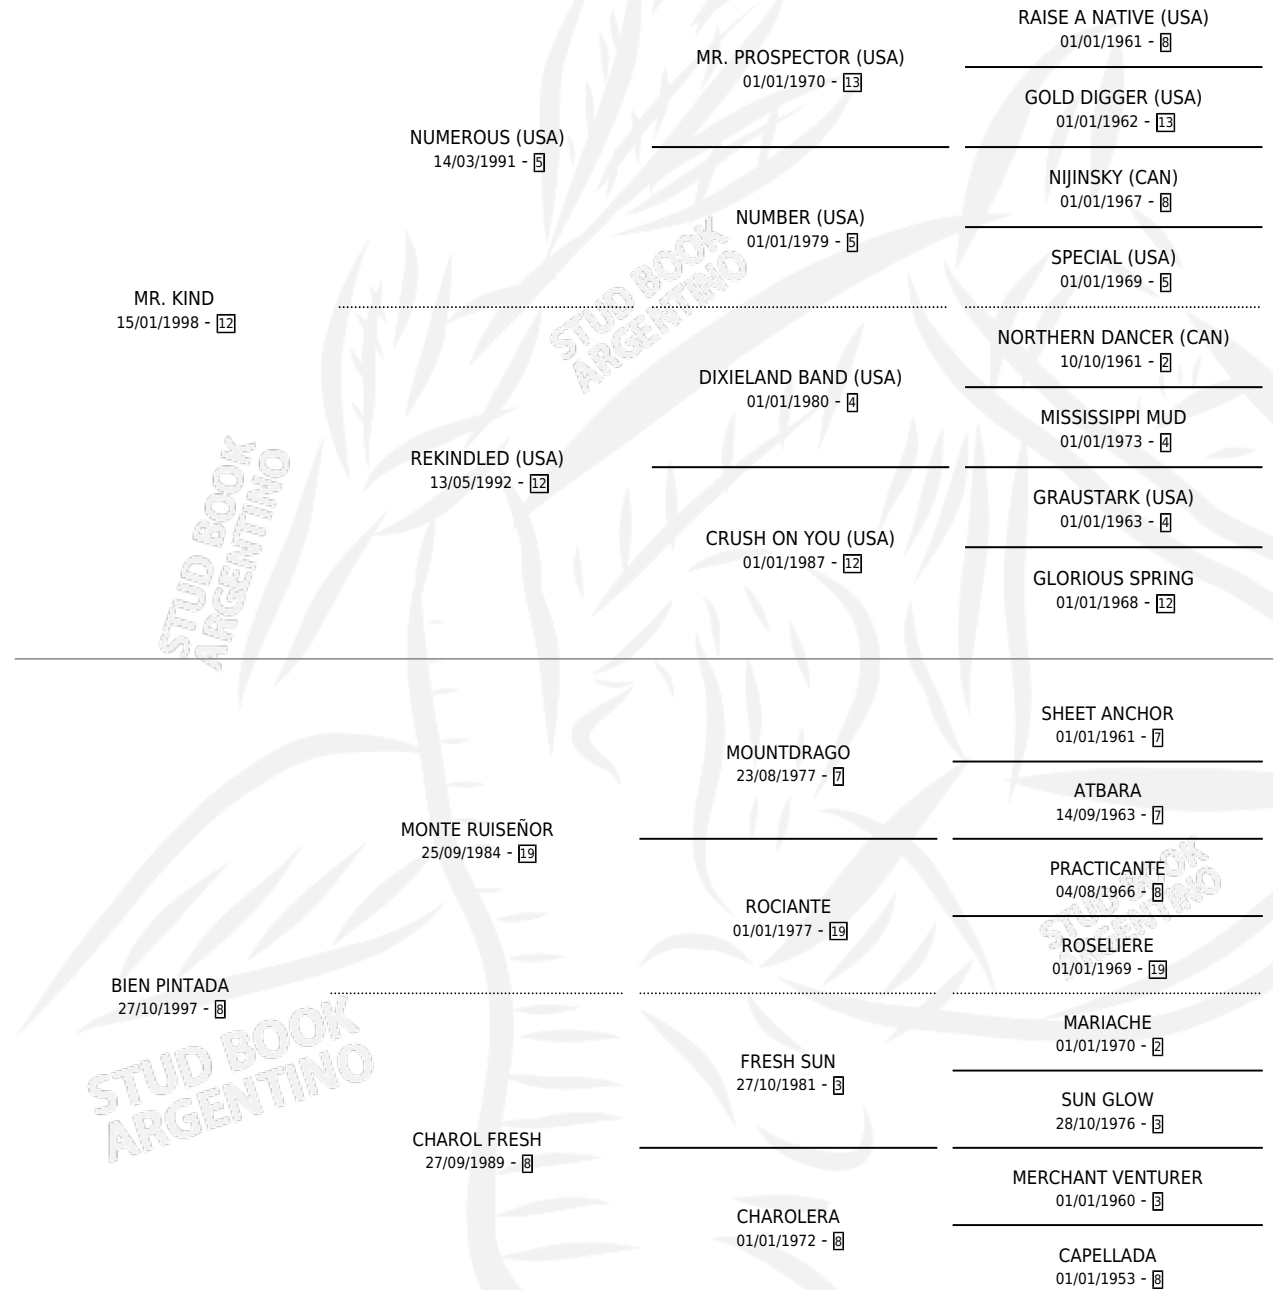 RAISE A NATIVE (USA)
01/01/1961 - 8
MR. PROSPECTOR (USA)
01/01/1970 - 13
GOLD DIGGER (USA)
01/01/1962 - 13
NUMEROUS (USA)
14/03/1991 - 5
NIJINSKY (CAN)
01/01/1967 - 8
NUMBER (USA)
01/01/1979 - 5
SPECIAL (USA)
01/01/1969 - 5
MR. KIND
15/01/1998 - 12
NORTHERN DANCER (CAN)
10/10/1961 - 2
DIXIELAND BAND (USA)
01/01/1980 - 4
MISSISSIPPI MUD
01/01/1973 - 4
REKINDLED (USA)
13/05/1992 - 12
GRAUSTARK (USA)
01/01/1963 - 4
CRUSH ON YOU (USA)
01/01/1987 - 12
GLORIOUS SPRING
01/01/1968 - 12
STUD BOOK
ARGENTINO
STUD BOOK
ARGENTINO
SHEET ANCHOR
01/01/1961 - 7
MOUNTDRAGO
23/08/1977 - 7
ATBARA
14/09/1963 - 7
MONTE RUISEÑOR
25/09/1984 - 19
PRACTICANTE
04/08/1966 - 8
ROCIANTE
01/01/1977 - 19
ROSELIERE
01/01/1969 - 19
STUD BOOK
ARGENTINO
BIEN PINTADA
27/10/1997 - 8
MARIACHE
01/01/1970 - 2
FRESH SUN
27/10/1981 - 3
SUN GLOW
28/10/1976 - 3
CHAROL FRESH
27/09/1989 - 8
MERCHANT VENTURER
01/01/1960 - 3
CHAROLERA
01/01/1972 - 8
CAPELLADA
01/01/1953 - 8
STUD BOOK
ARGENTINO